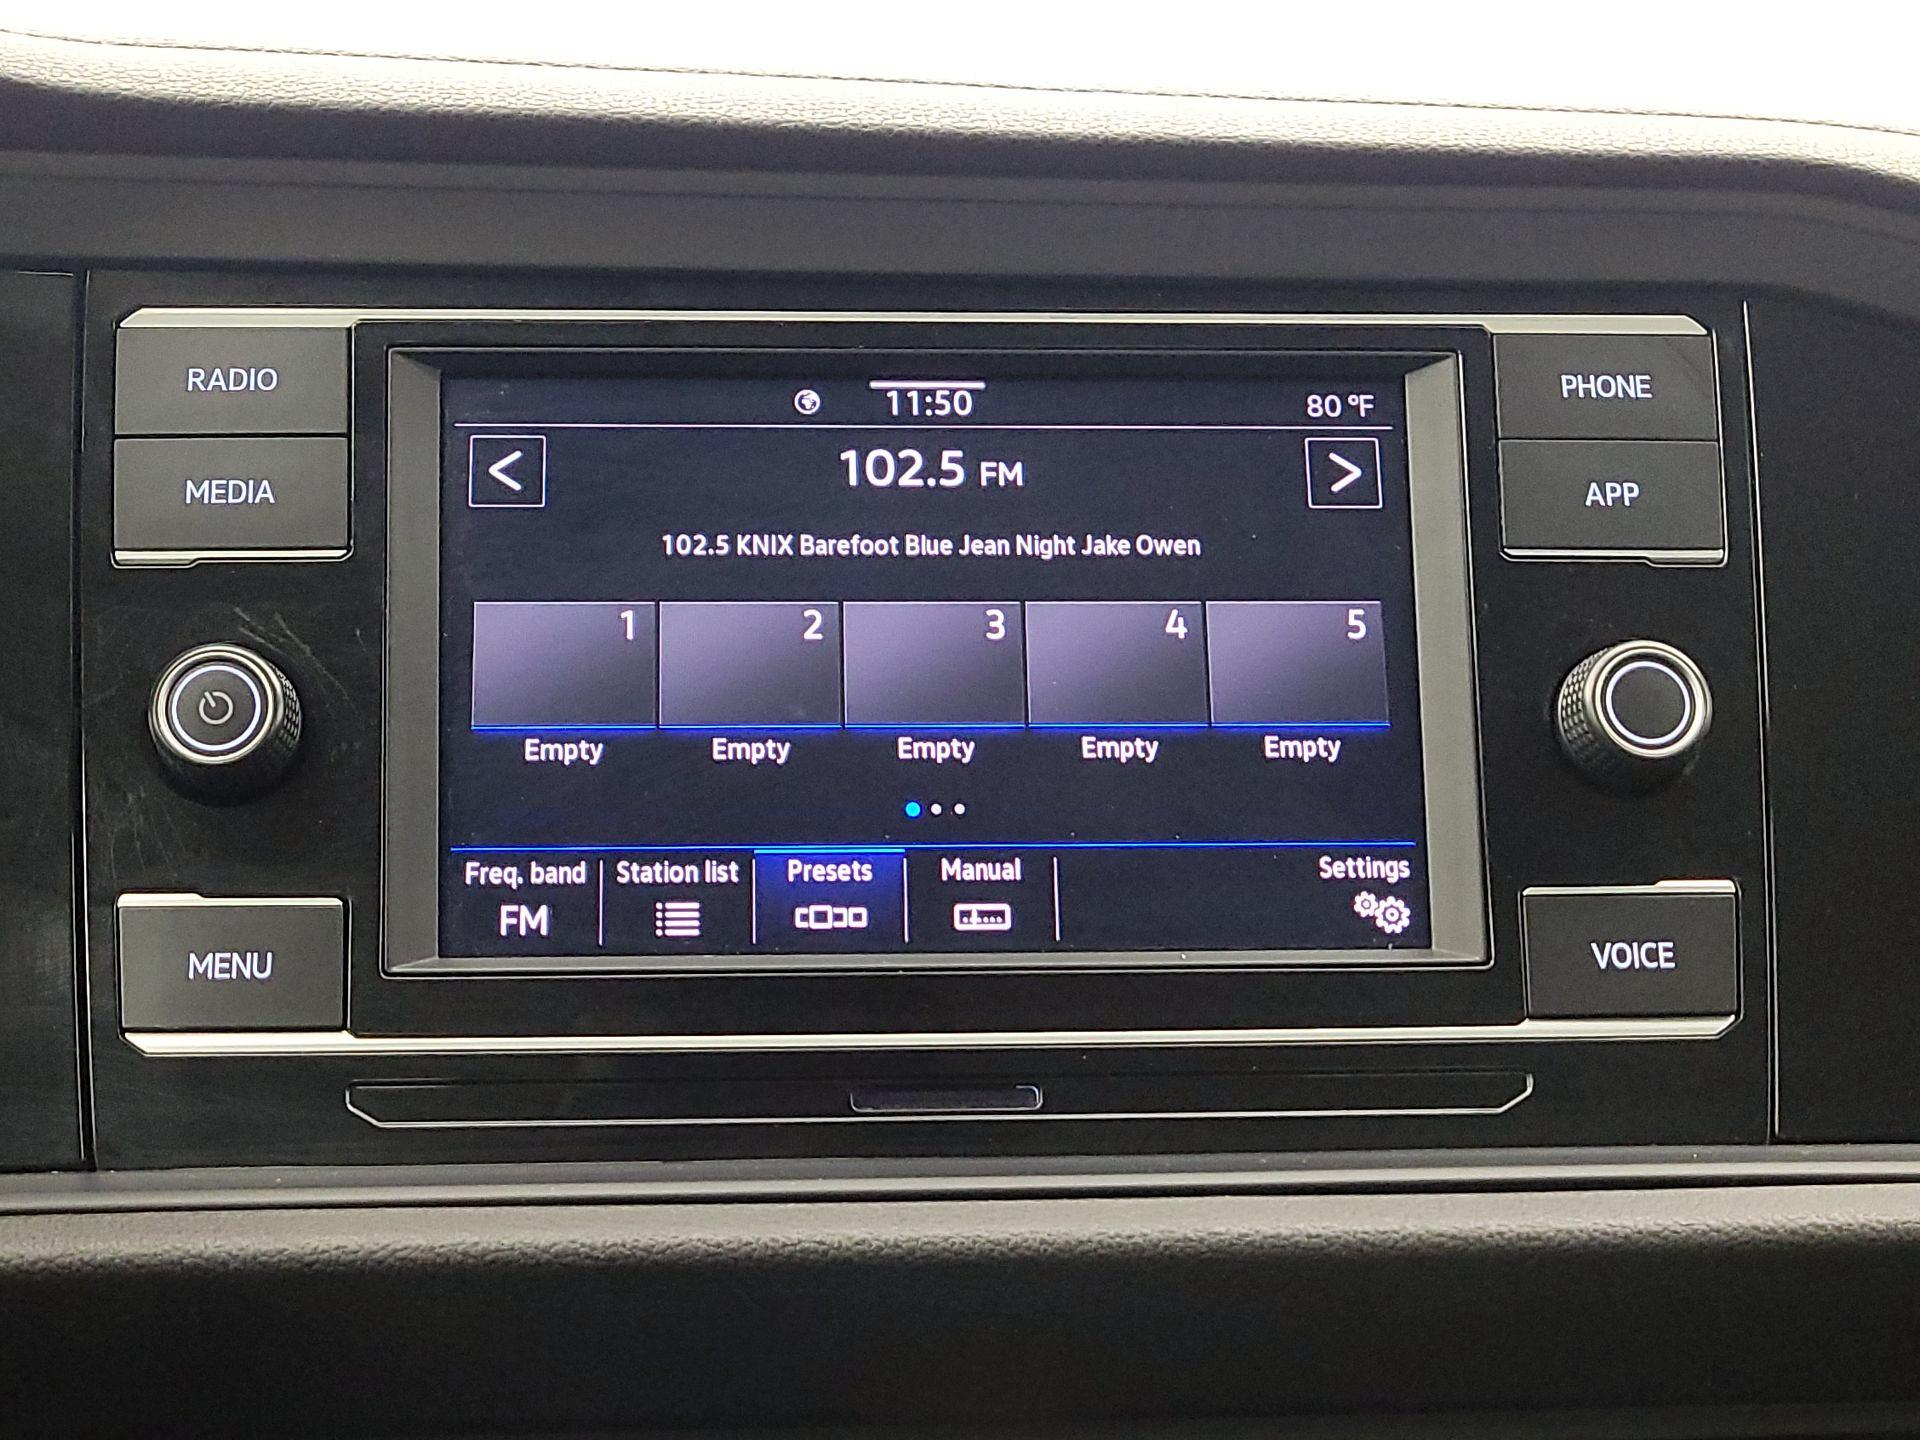 RADIO
MEDIA
MENU
PHONE
APP
VOICE
11:50
80 °F
< 102.5 FM >
102.5 KNIX Barefoot Blue Jean Night Jake Owen
1 2 3 4 5
Empty Empty Empty Empty Empty
Freq. band Station list Presets Manual Settings
FM